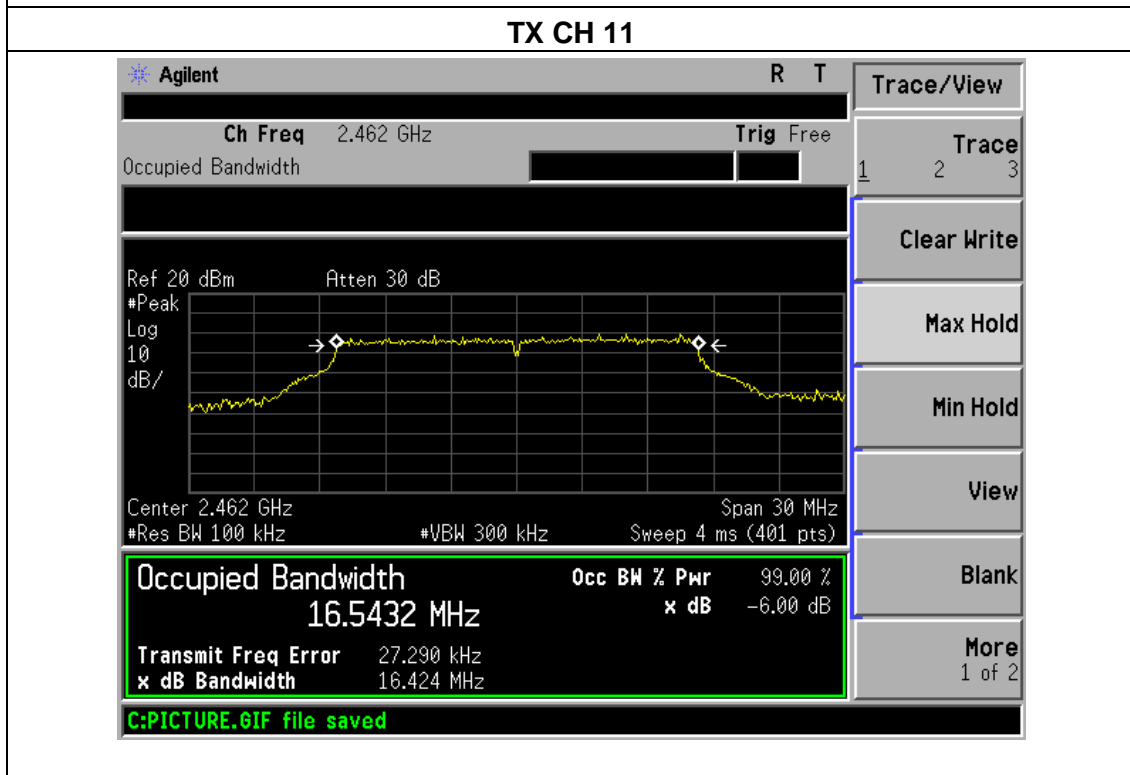 TX CH 11
Agilent R T
Ch Freq 2.462 GHz Trig Free
Occupied Bandwidth
Ref 20 dBm Atten 30 dB
#Peak
Log
10
dB/
Center 2.462 GHz Span 30 MHz
#Res BW 100 kHz #VBW 300 kHz Sweep 4 ms (401 pts)
Occupied Bandwidth Occ BW % Pwr 99.00 %
16.5432 MHz x dB -6.00 dB
Transmit Freq Error 27.290 kHz
x dB Bandwidth 16.424 MHz
C:PICTURE.GIF file saved
Trace/View
Trace
1 2 3
Clear Write
Max Hold
Min Hold
View
Blank
More
1 of 2